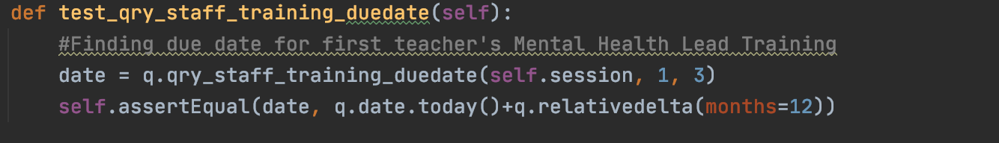 def test_qry_staff_training_duedate(self):
#Finding due date for first teacher's Mental Health Lead Training
date = q.qry_staff_training_duedate(self.session, 1, 3)
self.assertEqual(date, q.date.today()+q.relativedelta(months=12))